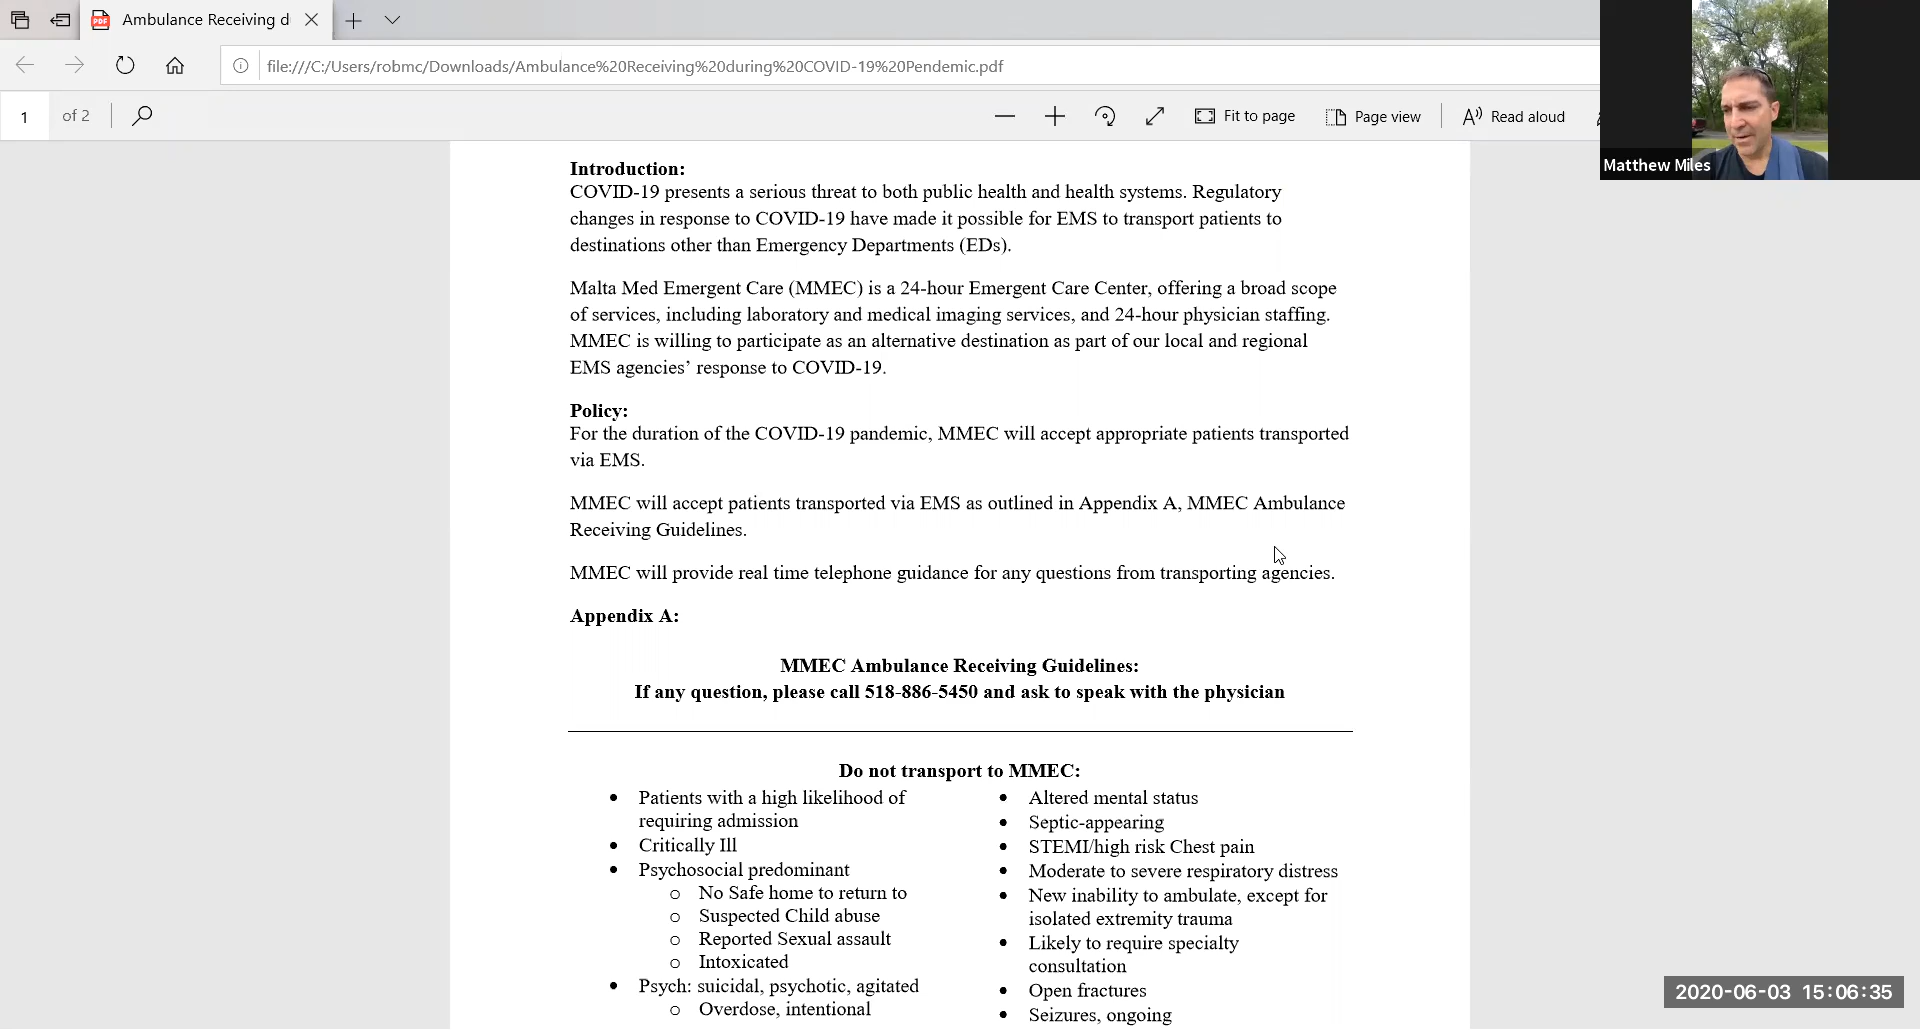 Ambulance Receiving d
file:///C:/Users/robmc/Downloads/Ambulance%20Receiving%20during%20COVID-19%20Pendemic.pdf
1 of 2
Fit to page
Page view
Read aloud
Matthew Miles
Introduction:
COVID-19 presents a serious threat to both public health and health systems. Regulatory
changes in response to COVID-19 have made it possible for EMS to transport patients to
destinations other than Emergency Departments (EDs).
Malta Med Emergent Care (MMEC) is a 24-hour Emergent Care Center, offering a broad scope
of services, including laboratory and medical imaging services, and 24-hour physician staffing.
MMEC is willing to participate as an alternative destination as part of our local and regional
EMS agencies’ response to COVID-19.
Policy:
For the duration of the COVID-19 pandemic, MMEC will accept appropriate patients transported
via EMS.
MMEC will accept patients transported via EMS as outlined in Appendix A, MMEC Ambulance
Receiving Guidelines.
MMEC will provide real time telephone guidance for any questions from transporting agencies.
Appendix A:
MMEC Ambulance Receiving Guidelines:
If any question, please call 518-886-5450 and ask to speak with the physician
Do not transport to MMEC:
• Patients with a high likelihood of
requiring admission
• Critically Ill
• Psychosocial predominant
o No Safe home to return to
o Suspected Child abuse
o Reported Sexual assault
o Intoxicated
• Psych: suicidal, psychotic, agitated
o Overdose, intentional
• Altered mental status
• Septic-appearing
• STEMI/high risk Chest pain
• Moderate to severe respiratory distress
• New inability to ambulate, except for
isolated extremity trauma
• Likely to require specialty
consultation
• Open fractures
• Seizures, ongoing
2020-06-03 15:06:35